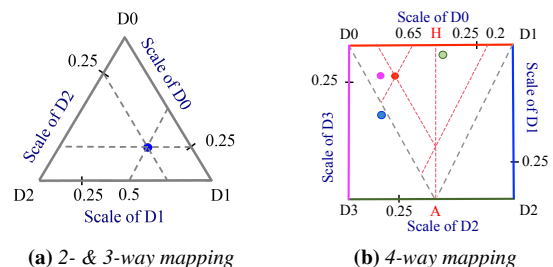 D0
0.25
Scale of D2
Scale of D0
0.25
D2
0.25
0.5
D1
Scale of D1
(a) 2- & 3-way mapping
Scale of D0
D0
0.65
H
0.25
0.2
D1
0.25
Scale of D3
Scale of D1
0.25
D3
0.25
A
D2
Scale of D2
(b) 4-way mapping